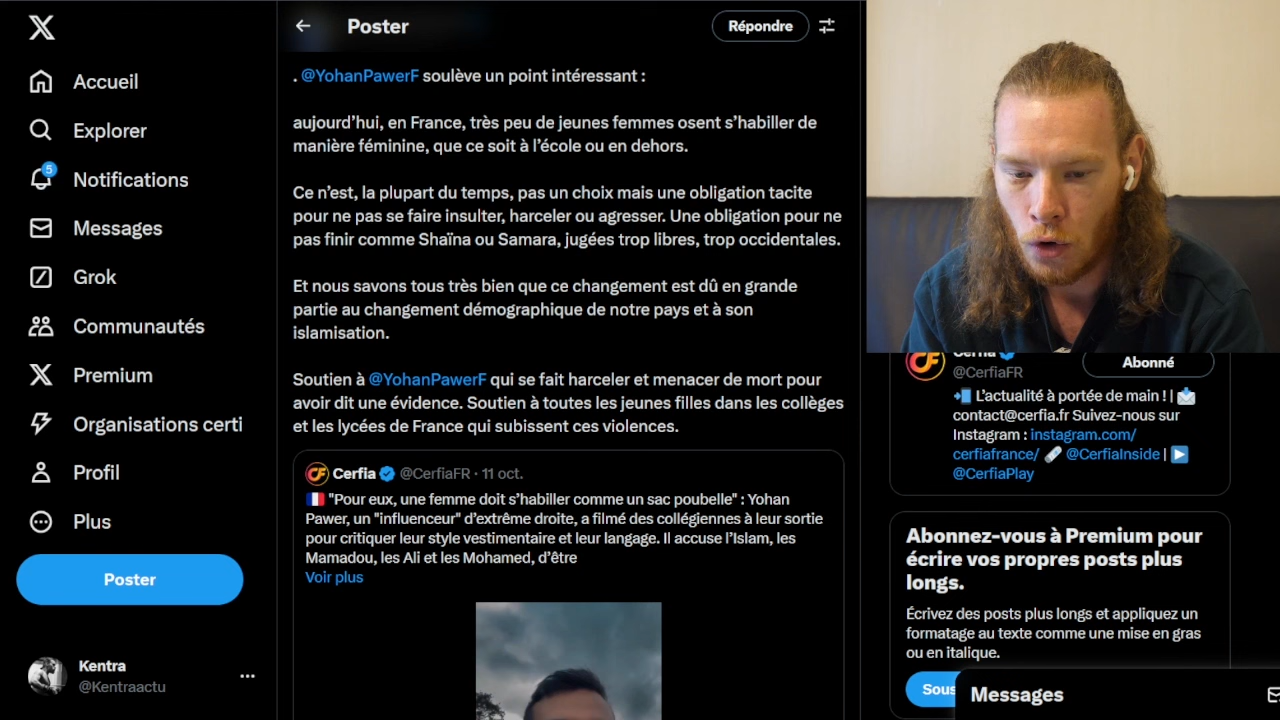 Accueil
Explorer
5
Notifications
Messages
Grok
Communautés
Premium
Organisations certi
Profil
Plus
Poster
Kentra
@Kentraactu
Poster
Répondre
. @YohanPawerF soulève un point intéressant :
aujourd’hui, en France, très peu de jeunes femmes osent s’habiller de
manière féminine, que ce soit à l’école ou en dehors.
Ce n’est, la plupart du temps, pas un choix mais une obligation tacite
pour ne pas se faire insulter, harceler ou agresser. Une obligation pour ne
pas finir comme Shaïna ou Samara, jugées trop libres, trop occidentales.
Et nous savons tous très bien que ce changement est dû en grande
partie au changement démographique de notre pays et à son
islamisation.
Soutien à @YohanPawerF qui se fait harceler et menacer de mort pour
avoir dit une évidence. Soutien à toutes les jeunes filles dans les collèges
et les lycées de France qui subissent ces violences.
Cerfia @CerfiaFR · 11 oct.
"Pour eux, une femme doit s’habiller comme un sac poubelle" : Yohan
Pawer, un "influenceur" d’extrême droite, a filmé des collégiennes à leur sortie
pour critiquer leur style vestimentaire et leur langage. Il accuse l’Islam, les
Mamadou, les Ali et les Mohamed, d’être
Voir plus
Cerfia
@CerfiaFR
Abonné
L’actualité à portée de main ! |
contact@cerfia.fr Suivez-nous sur
Instagram : instagram.com/
cerfiafrance/ @CerfiaInside |
@CerfiaPlay
Abonnez-vous à Premium pour
écrire vos propres posts plus
longs.
Écrivez des posts plus longs et appliquez un
formatage au texte comme une mise en gras
ou en italique.
Sous
Messages